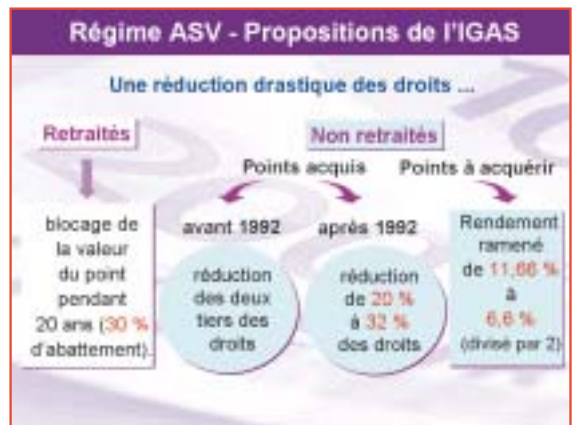 Régime ASV - Propositions de l'IGAS
Une réduction drastique des droits ...
Retraités
Non retraités
Points acquis
Points à acquérir
blocage de
la valeur
du point
pendant
20 ans (30 %
d'abattement).
avant 1992
réduction
des deux
tiers des
droits
après 1992
réduction
de 20 %
à 32 %
des droits
Rendement
ramené
de 11,66 %
à
6,6 %
(divisé par 2)